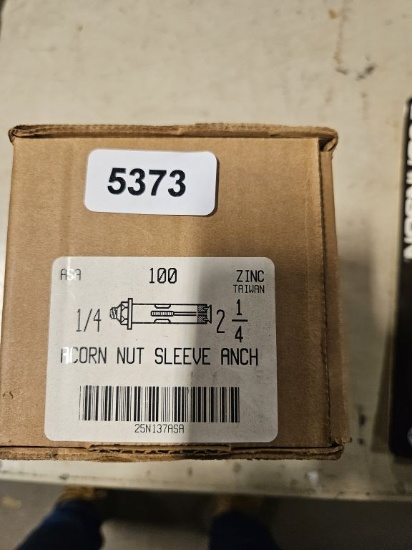 5373
ASA 100 ZINC
TAIWAN
1/4 2 1/4
ACORN NUT SLEEVE ANCH
25N137ASA